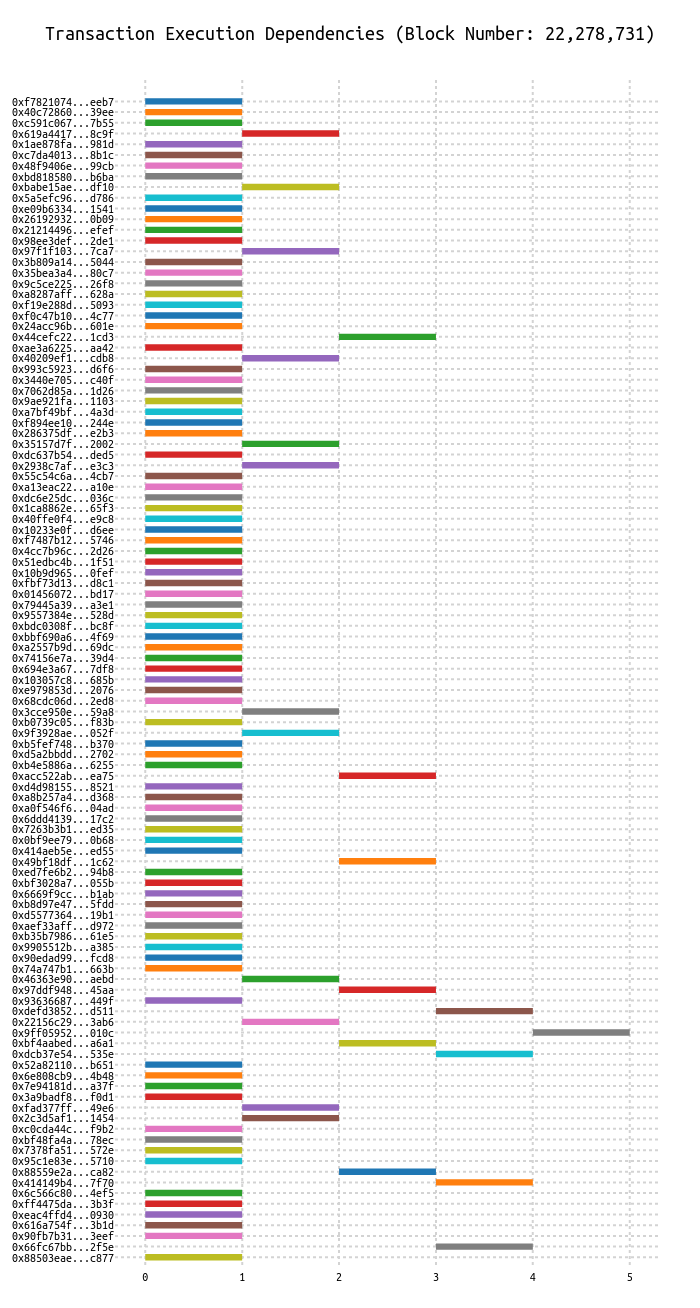 Transaction Execution Dependencies (Block Number: 22,278,731)
0xf7821074...eeb7
0x40c72860...39ee
0xc591c067...7b55
0x619a4417...8c9f
0x1ae878fa...981d
0xc7da4013...8b1c
0x48f9406e...99cb
0xbd818580...b6ba
0xbabe15ae...df10
0x5a5efc96...d786
0xe09b6334...1541
0x26192932...0b09
0x21214496...efef
0x98ee3def...2de1
0x97f1f103...7ca7
0x3b809a14...5044
0x35bea3a4...80c7
0x9c5ce225...26f8
0xa8287aff...628a
0xf19e288d...5093
0xf0c47b10...4c77
0x24acc96b...601e
0x44cefc22...1cd3
0xae3a6225...aa42
0x40209ef1...cdb8
0x993c5923...d6f6
0x3440e705...c40f
0x7062d85a...1d26
0x9ae921fa...1103
0xa7bf49bf...4a3d
0xf894ee10...244e
0x286375df...e2b3
0x35157d7f...2002
0xdc637b54...ded5
0x2938c7af...e3c3
0x55c54c6a...4cb7
0xa13eac22...a10e
0xdc6e25dc...036c
0x1ca8862e...65f3
0x40ffe0f4...e9c8
0x10233e0f...d6ee
0xf7487b12...5746
0x4cc7b96c...2d26
0x51edbc4b...1f51
0x10b9d965...0fef
0xfbf73d13...d8c1
0x01456072...bd17
0x79445a39...a3e1
0x9557384e...528d
0xbdc0308f...bc8f
0xbbf690a6...4f69
0xa2557b9d...69dc
0x74156e7a...39d4
0x694e3a67...7df8
0x103057c8...685b
0xe979853d...2076
0x68cdc06d...2ed8
0x3cce950e...59a8
0xb0739c05...f83b
0x9f3928ae...052f
0xb5fef748...b370
0xd5a2bbdd...2702
0xb4e5886a...6255
0xacc522ab...ea75
0xd4d98155...8521
0xa8b257a4...d368
0xa0f546f6...04ad
0x6ddd4139...17c2
0x7263b3b1...ed35
0x0bf9ee79...0b68
0x414aeb5e...ed55
0x49bf18df...1c62
0xed7fe6b2...94b8
0xbf3028a7...055b
0x6669f9cc...b1ab
0xb8d97e47...5fdd
0xd5577364...19b1
0xaef33aff...d972
0xb35b7986...61e5
0x9905512b...a385
0x90edad99...fcd8
0x74a747b1...663b
0x46363e90...aebd
0x97ddf948...45aa
0x93636687...449f
0xdefd3852...d511
0x22156c29...3ab6
0x9ff05952...010c
0xbf4aabed...a6a1
0xdcb37e54...535e
0x52a82110...b651
0x6e808cb9...4b48
0x7e94181d...a37f
0x3a9badf8...f0d1
0xfad377ff...49e6
0x2c3d5af1...1454
0xc0cda44c...f9b2
0xbf48fa4a...78ec
0x7378fa51...572e
0x95c1e83e...5710
0x88559e2a...ca82
0x414149b4...7f70
0x6c566c80...4ef5
0xff4475da...3b3f
0xeac4ffd4...0930
0x616a754f...3b1d
0x90fb7b31...3eef
0x66fc67bb...2f5e
0x88503eae...c877
0 1 2 3 4 5